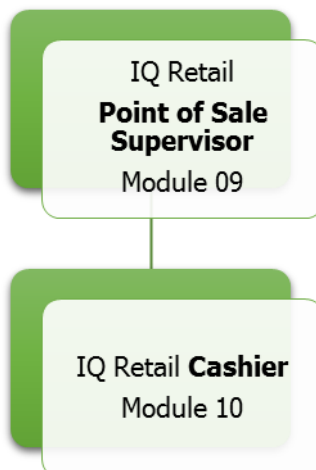 IQ Retail
Point of Sale
Supervisor
Module 09
IQ Retail Cashier
Module 10